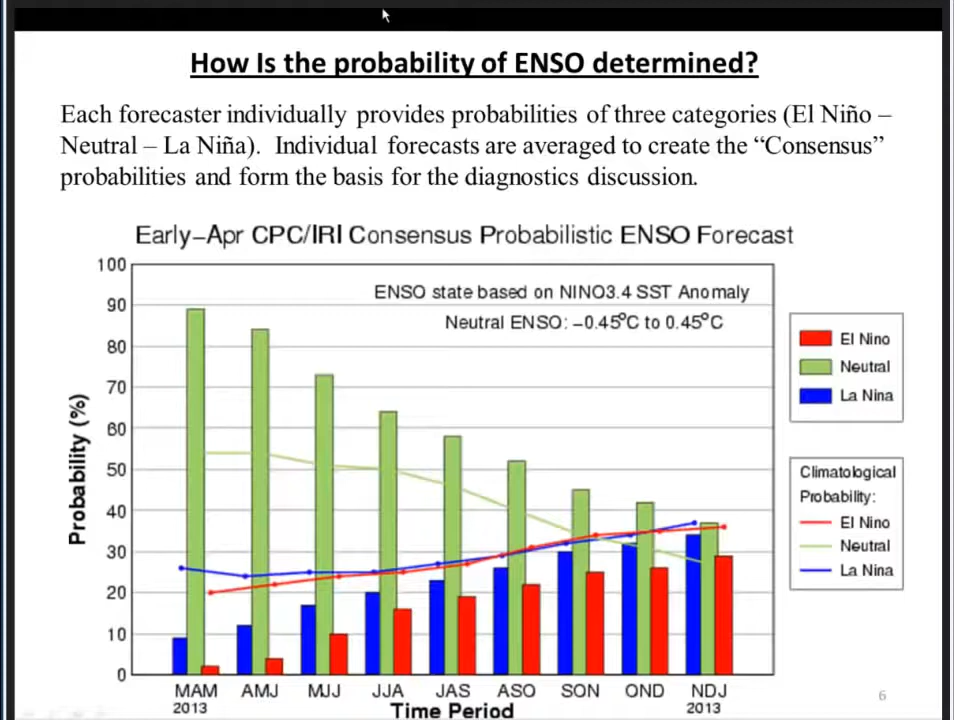 How Is the probability of ENSO determined?
Each forecaster individually provides probabilities of three categories (El Niño –
Neutral – La Niña). Individual forecasts are averaged to create the “Consensus”
probabilities and form the basis for the diagnostics discussion.
Early-Apr CPC/IRI Consensus Probabilistic ENSO Forecast
ENSO state based on NINO3.4 SST Anomaly
Neutral ENSO: -0.45°C to 0.45°C
Probability (%)
100
90
80
70
60
50
40
30
20
10
0
MAM AMJ MJJ JJA JAS ASO SON OND NDJ
2013 2013
Time Period
El Nino
Neutral
La Nina
Climatological
Probability:
El Nino
Neutral
La Nina
6